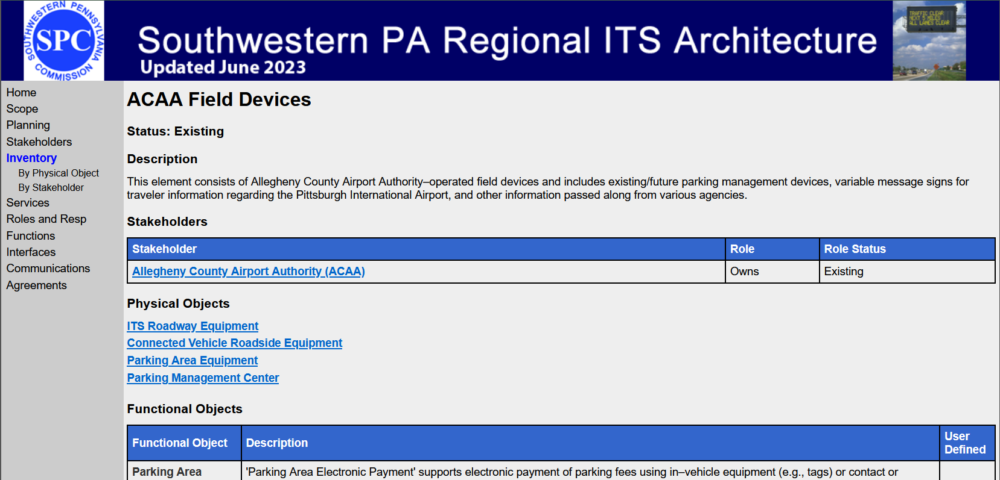 SOUTHWESTERN PENNSYLVANIA
SPC
COMMISSION
Southwestern PA Regional ITS Architecture
Updated June 2023
TRAFFIC CLEAR
NEXT 5 MILES
ALL LANES CLEAR
Home
Scope
Planning
Stakeholders
Inventory
By Physical Object
By Stakeholder
Services
Roles and Resp
Functions
Interfaces
Communications
Agreements
ACAA Field Devices
Status: Existing
Description
This element consists of Allegheny County Airport Authority–operated field devices and includes existing/future parking management devices, variable message signs for
traveler information regarding the Pittsburgh International Airport, and other information passed along from various agencies.
Stakeholders
Stakeholder Role Role Status
Allegheny County Airport Authority (ACAA) Owns Existing
Physical Objects
ITS Roadway Equipment
Connected Vehicle Roadside Equipment
Parking Area Equipment
Parking Management Center
Functional Objects
Functional Object Description User
Defined
Parking Area 'Parking Area Electronic Payment' supports electronic payment of parking fees using in–vehicle equipment (e.g., tags) or contact or